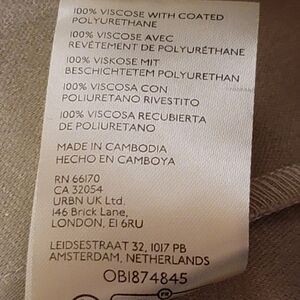 100% VISCOSE WITH COATED
POLYURETHANE
100% VISCOSE AVEC
REVÊTEMENT DE POLYURÉTHANE
100% VISKOSE MIT
BESCHICHTETEM POLYURETHAN
100% VISCOSA CON
POLIURETANO RIVESTITO
100% VISCOSA RECUBIERTA
DE POLIURETANO
MADE IN CAMBODIA
HECHO EN CAMBOYA
RN 66170
CA 32054
URBN UK Ltd.
146 Brick Lane,
LONDON, E1 6RU
LEIDSESTRAAT 32, 1017 PB
AMSTERDAM, NETHERLANDS
OB1874845